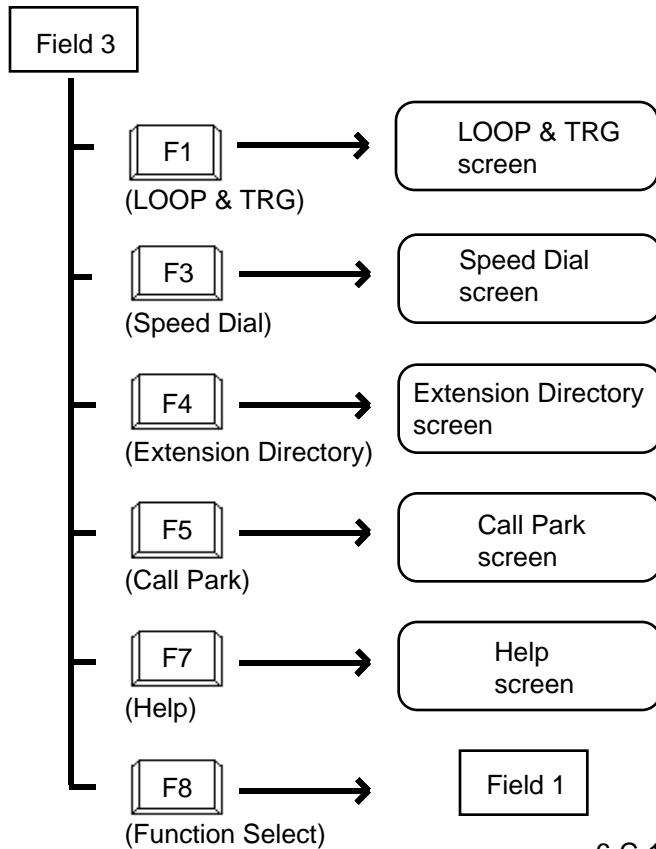 Field 3
F1
LOOP & TRG
screen
(LOOP & TRG)
F3
Speed Dial
screen
(Speed Dial)
F4
Extension Directory
screen
(Extension Directory)
F5
Call Park
screen
(Call Park)
F7
Help
screen
(Help)
F8
Field 1
(Function Select)